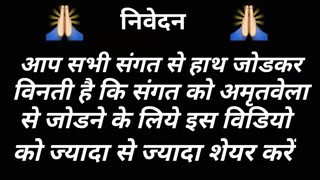 निवेदन
आप सभी संगत से हाथ जोडकर
विनती है कि संगत को अमृतवेला
से जोडने के लिये इस विडियो
को ज्यादा से ज्यादा शेयर करें